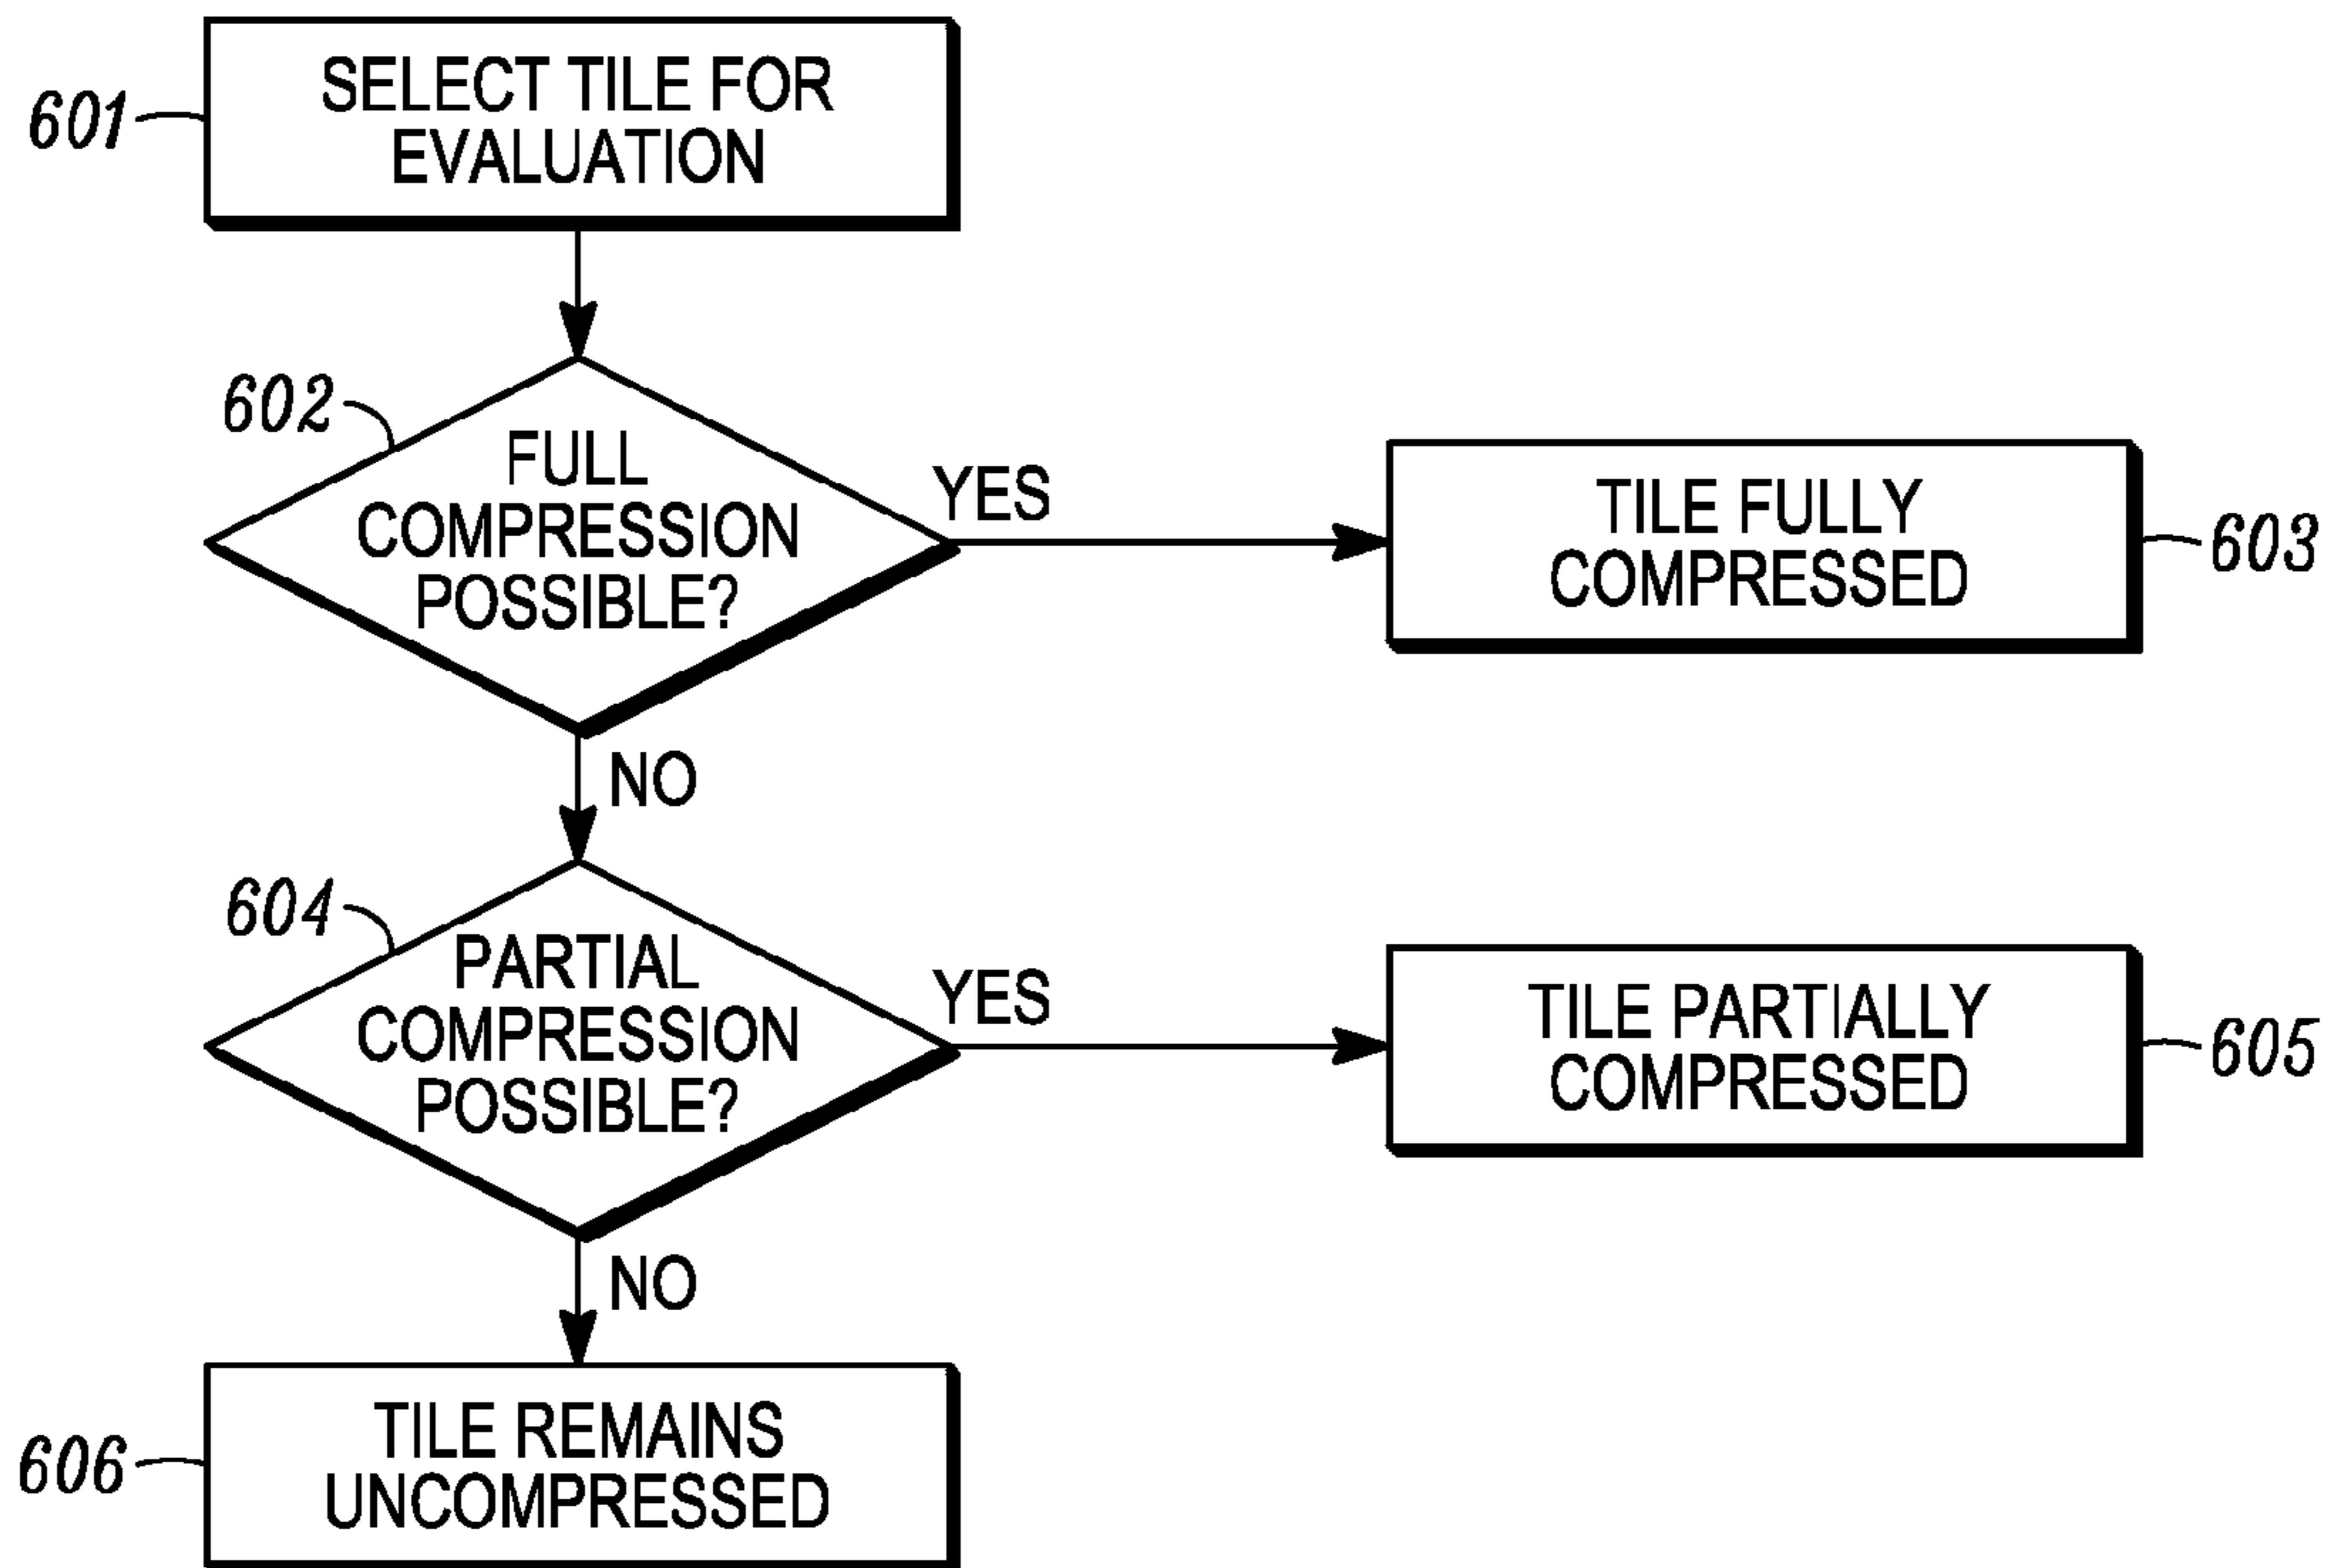 601
SELECT TILE FOR
EVALUATION
602
FULL
COMPRESSION
POSSIBLE?
YES
TILE FULLY
COMPRESSED
603
NO
604
PARTIAL
COMPRESSION
POSSIBLE?
YES
TILE PARTIALLY
COMPRESSED
605
NO
606
TILE REMAINS
UNCOMPRESSED